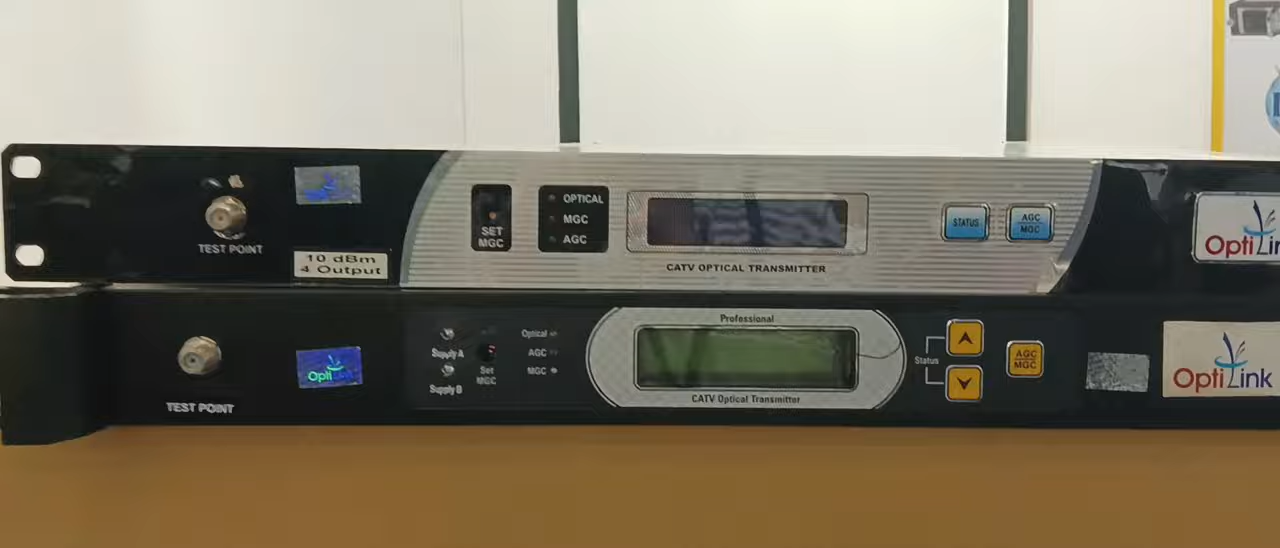 TEST POINT
10 dBm
4 Output
SET
MGC
OPTICAL
MGC
AGC
CATV OPTICAL TRANSMITTER
STATUS
AGC
MGC
TEST POINT
Opti
Supply A
Supply B
Set
MGC
Optical
AGC
MGC
Professional
CATV Optical Transmitter
Status
AGC
MGC
OptiLink